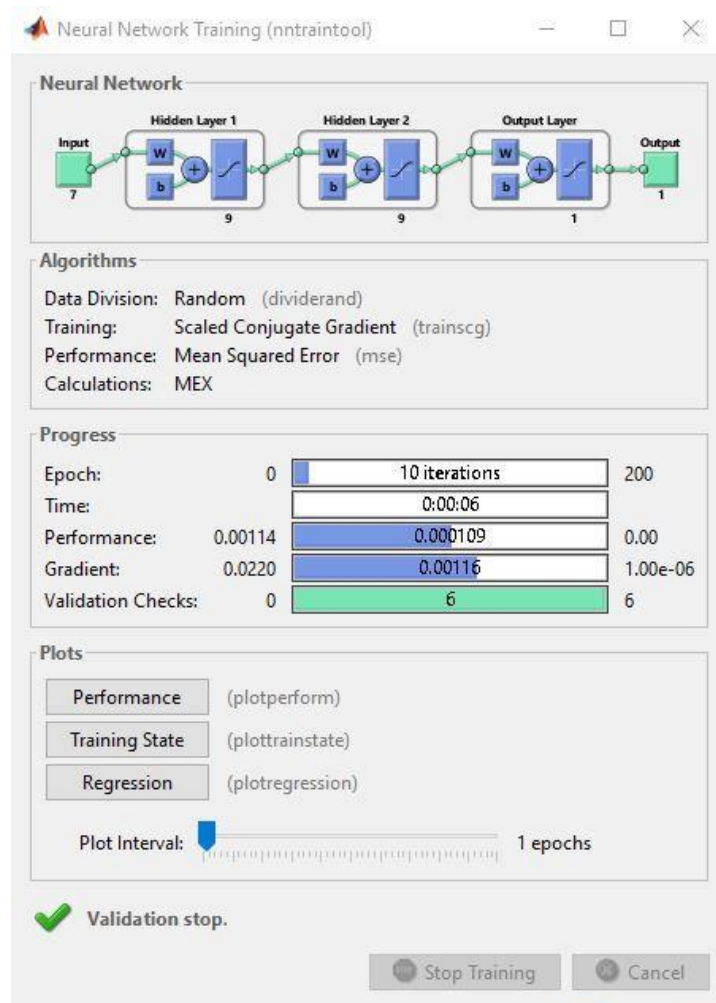 Neural Network Training (nntraintool)
Neural Network
Hidden Layer 1 Hidden Layer 2 Output Layer
Input Output
W W W
+ + +
b b b
7 9 9 1 1
Algorithms
Data Division: Random (dividerand)
Training: Scaled Conjugate Gradient (trainscg)
Performance: Mean Squared Error (mse)
Calculations: MEX
Progress
Epoch: 0 10 iterations 200
Time: 0:00:06
Performance: 0.00114 0.000109 0.00
Gradient: 0.0220 0.00116 1.00e-06
Validation Checks: 0 6 6
Plots
Performance (plotperform)
Training State (plottrainstate)
Regression (plotregression)
Plot Interval: 1 epochs
Validation stop.
Stop Training Cancel